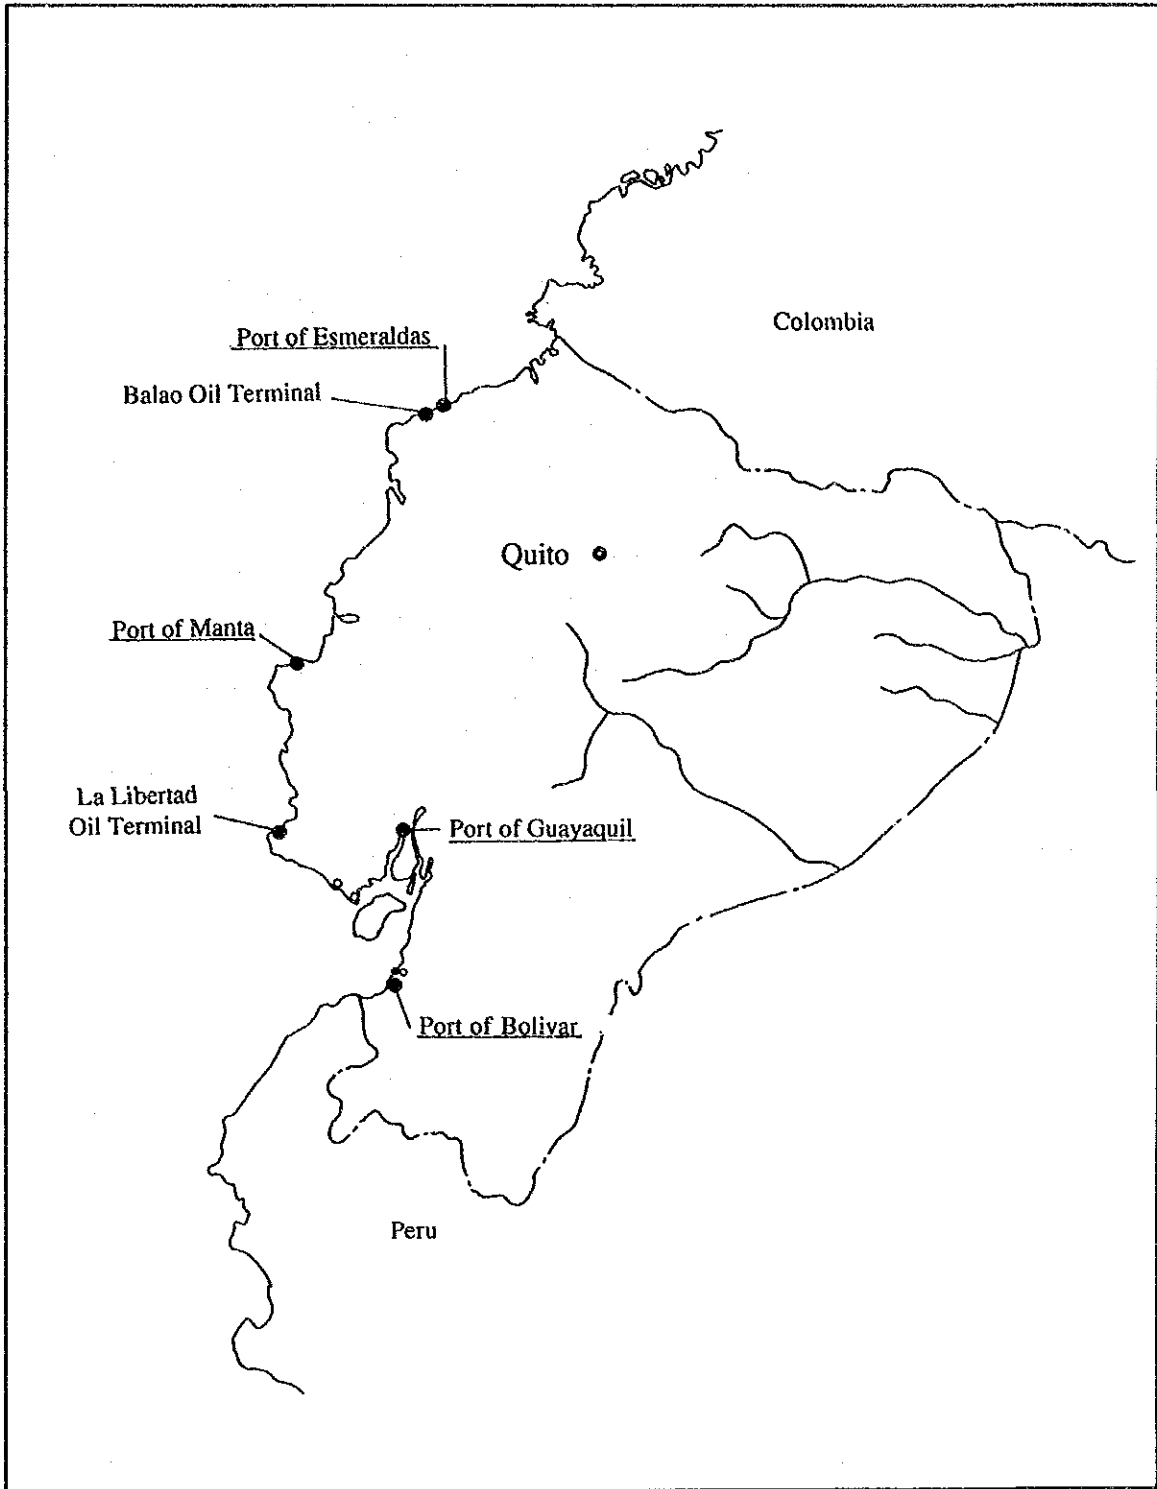 Colombia
Port of Esmeraldas
Balao Oil Terminal
Quito
Port of Manta
La Libertad
Oil Terminal
Port of Guayaquil
Port of Bolivar
Peru